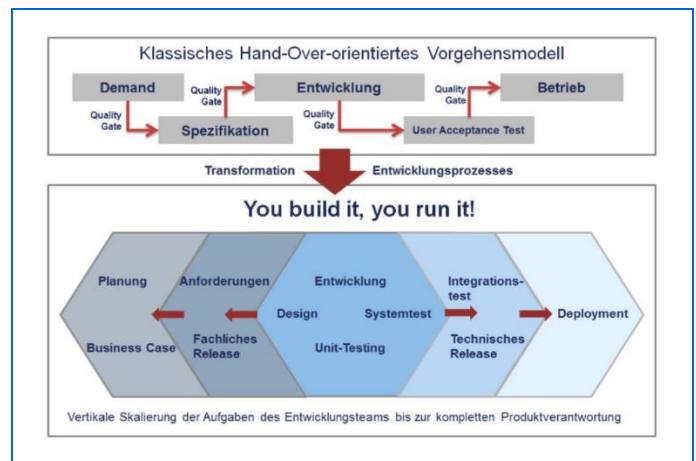 Klassisches Hand-Over-orientiertes Vorgehensmodell
Demand
Quality
Gate
Entwicklung
Quality
Gate
Betrieb
Quality
Gate
Spezifikation
Quality
Gate
User Acceptance Test
Transformation
Entwicklungsprozesses
You build it, you run it!
Planung
Anforderungen
Entwicklung
Integrations-
test
Design
Systemtest
Deployment
Business Case
Fachliches
Release
Unit-Testing
Technisches
Release
Vertikale Skalierung der Aufgaben des Entwicklungsteams bis zur kompletten Produktverantwortung